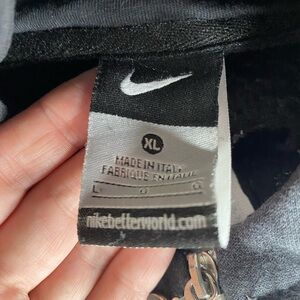 XL
MADE IN ITALY
FABRIQUE EN ITALIE
L G G
nikebetterworld.com